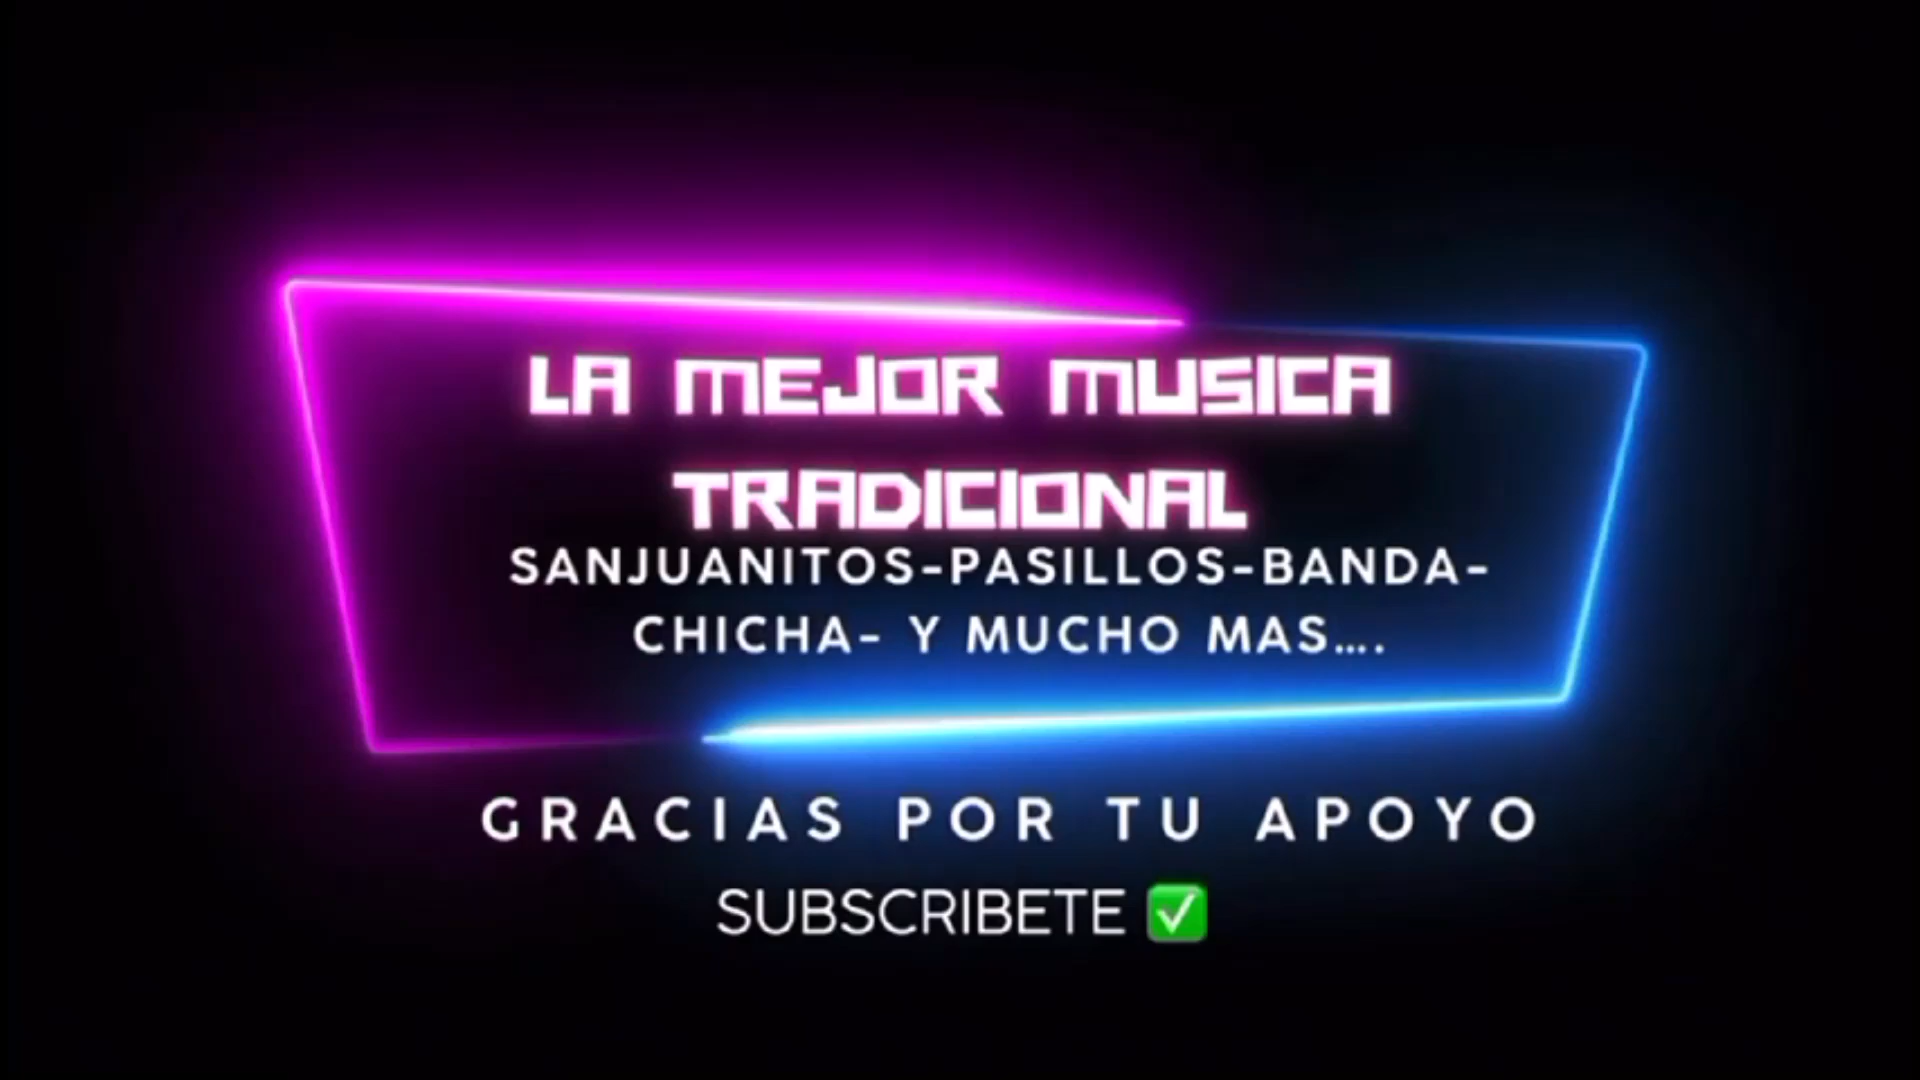 LA MEJOR MUSICA
TRADICIONAL
SANJUANITOS-PASILLOS-BANDA-
CHICHA- Y MUCHO MAS....
GRACIAS POR TU APOYO
SUBSCRIBETE ✅